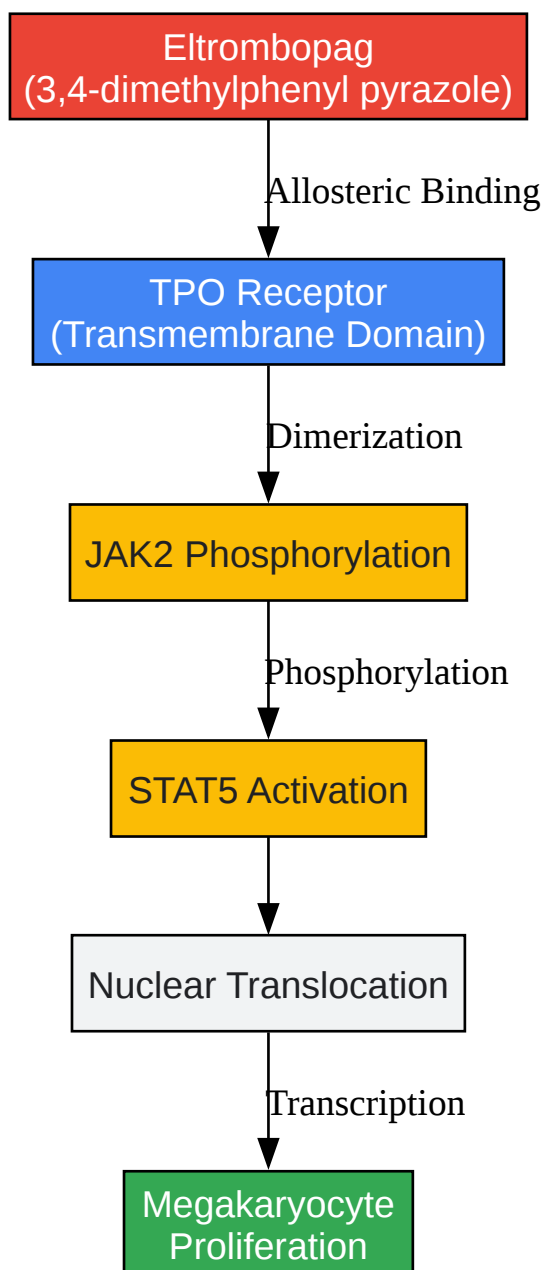 Eltrombopag
(3,4-dimethylphenyl pyrazole)
Allosteric Binding
TPO Receptor
(Transmembrane Domain)
Dimerization
JAK2 Phosphorylation
Phosphorylation
STAT5 Activation
Nuclear Translocation
Transcription
Megakaryocyte
Proliferation